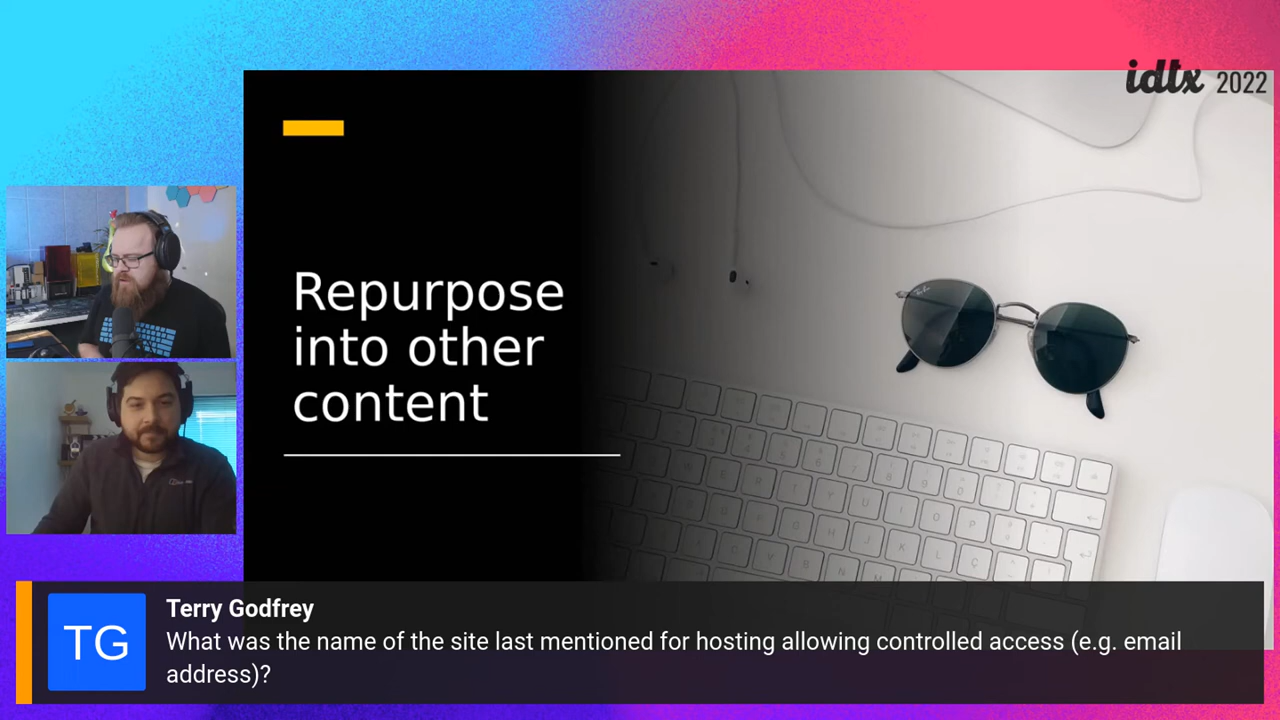 idtx 2022
Repurpose
into other
content
TG
Terry Godfrey
What was the name of the site last mentioned for hosting allowing controlled access (e.g. email
address)?